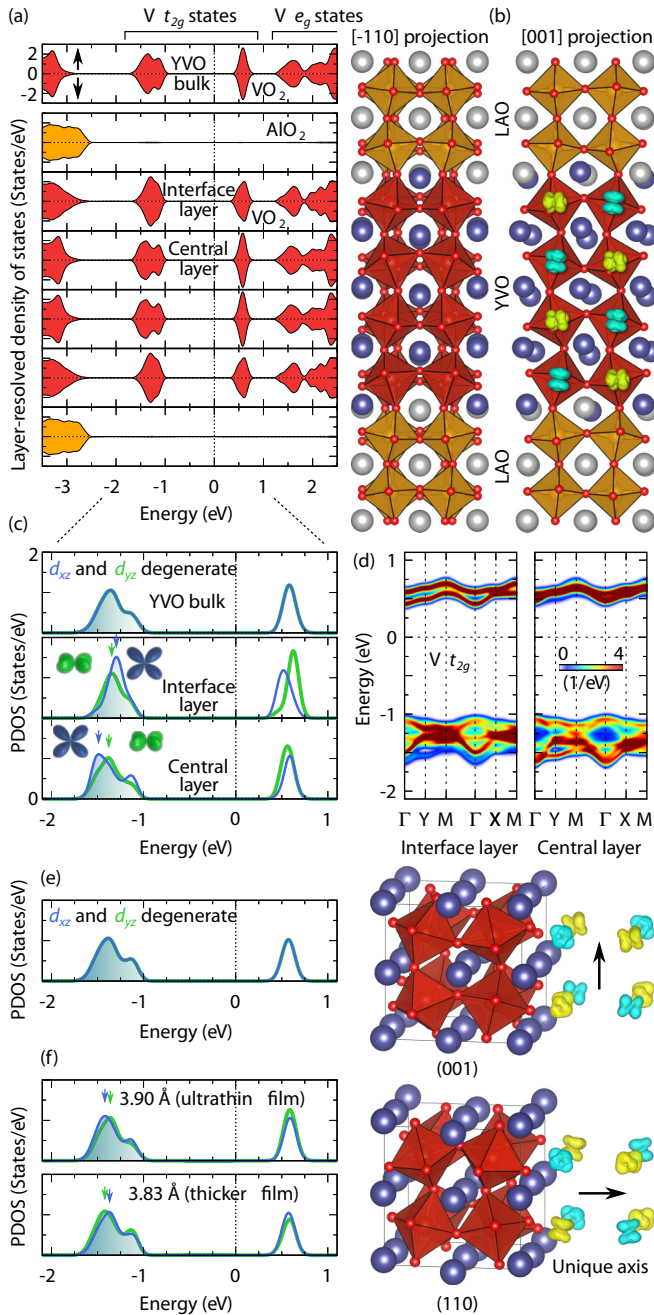 (a)
V t2g states
V eg states
Layer-resolved density of states (States/eV)
2
0
-2
YVO
bulk
VO2
AlO2
Interface
layer
VO2
Central
layer
-3
-2
-1
0
1
2
Energy (eV)
[-110] projection
(b)
[001] projection
LAO
YVO
LAO
(c)
PDOS (States/eV)
2
dxz and dyz degenerate
YVO bulk
Interface
layer
Central
layer
0
-2
-1
0
1
Energy (eV)
(d)
Energy (eV)
1
0
-1
-2
V t2g
0
4
(1/eV)
Γ Y M Γ X M
Γ Y M Γ X M
Interface layer
Central layer
(e)
PDOS (States/eV)
dxz and dyz degenerate
-2
-1
0
1
Energy (eV)
(001)
(f)
PDOS (States/eV)
3.90 Å (ultrathin film)
3.83 Å (thicker film)
-2
-1
0
1
Energy (eV)
Unique axis
(110)